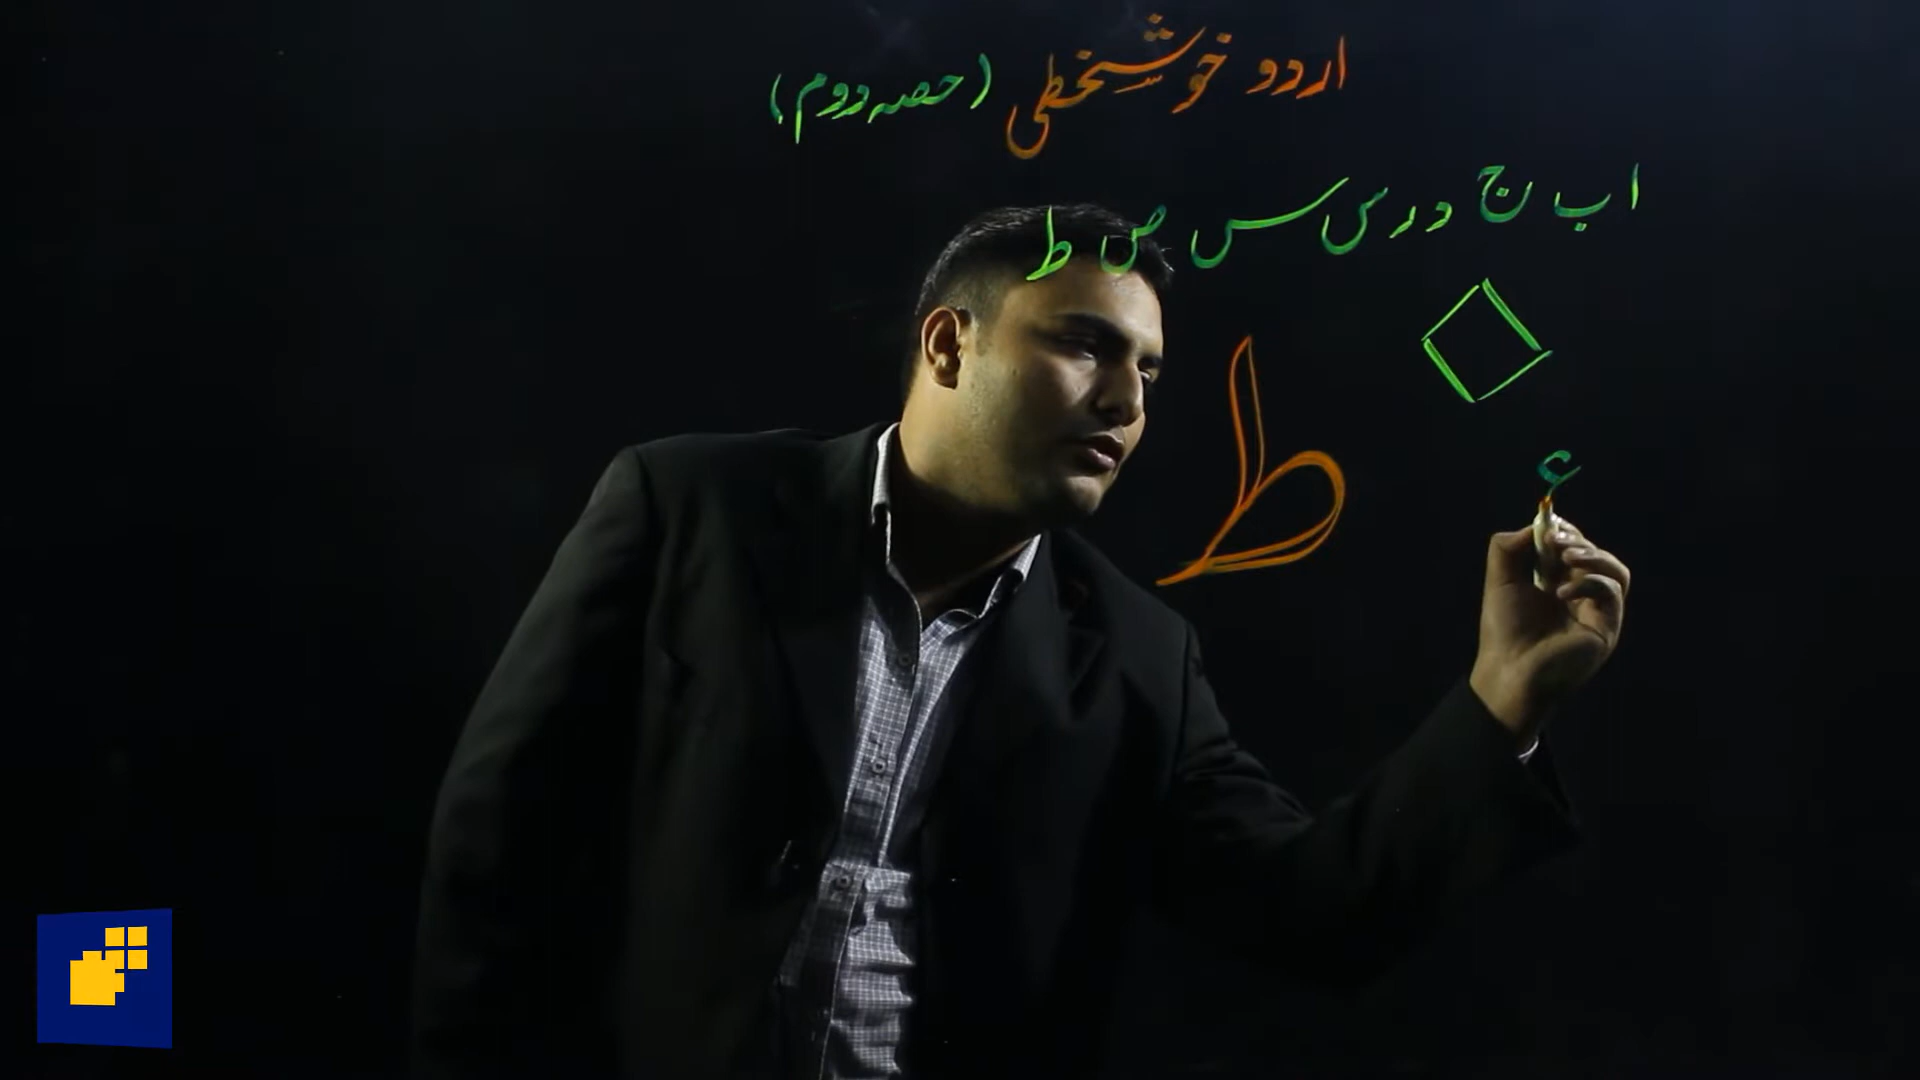 اردو خوشخطی (حصہ دوم)
ا ب ج د ر س س ص ط
ط
ع